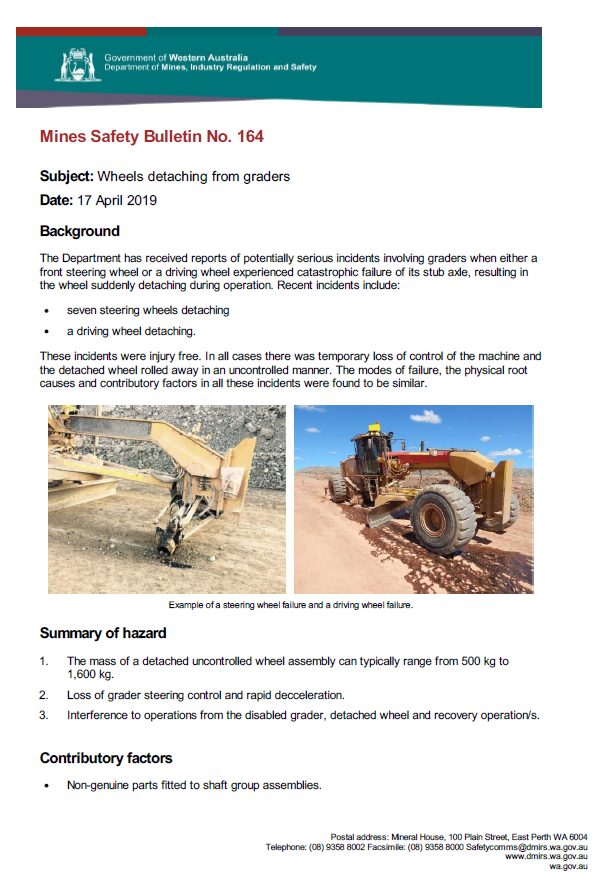 Government of Western Australia
Department of Mines, Industry Regulation and Safety
Mines Safety Bulletin No. 164
Subject: Wheels detaching from graders
Date: 17 April 2019
Background
The Department has received reports of potentially serious incidents involving graders when either a
front steering wheel or a driving wheel experienced catastrophic failure of its stub axle, resulting in
the wheel suddenly detaching during operation. Recent incidents include:
• seven steering wheels detaching
• a driving wheel detaching.
These incidents were injury free. In all cases there was temporary loss of control of the machine and
the detached wheel rolled away in an uncontrolled manner. The modes of failure, the physical root
causes and contributory factors in all these incidents were found to be similar.
Example of a steering wheel failure and a driving wheel failure.
Summary of hazard
1. The mass of a detached uncontrolled wheel assembly can typically range from 500 kg to
1,600 kg.
2. Loss of grader steering control and rapid decceleration.
3. Interference to operations from the disabled grader, detached wheel and recovery operation/s.
Contributory factors
• Non-genuine parts fitted to shaft group assemblies.
Postal address: Mineral House, 100 Plain Street, East Perth WA 6004
Telephone: (08) 9358 8002 Facsimile: (08) 9358 8000 Safetycomms@dmirs.wa.gov.au
www.dmirs.wa.gov.au
wa.gov.au